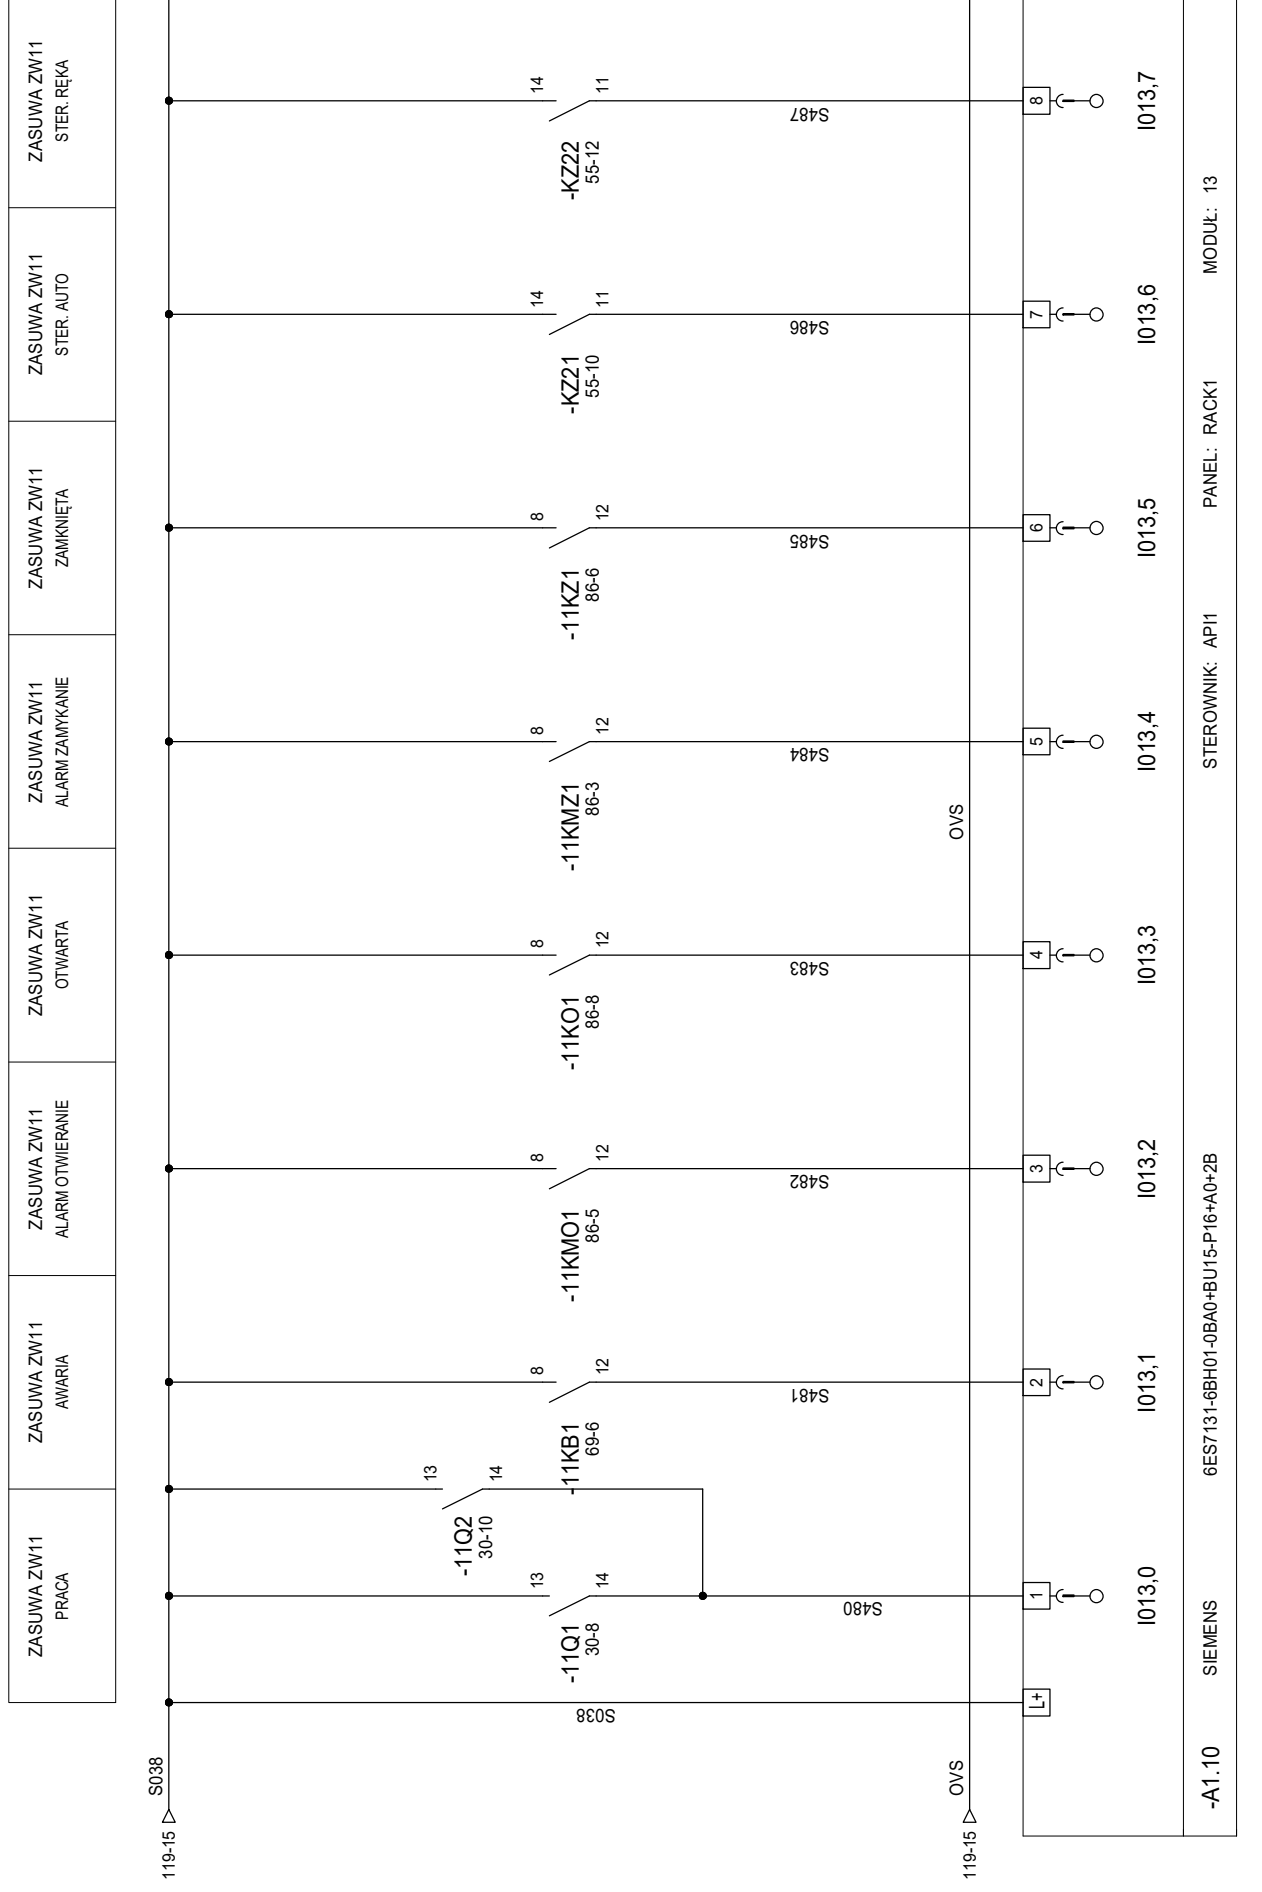 ZASUWA ZW11
PRACA
ZASUWA ZW11
AWARIA
ZASUWA ZW11
ALARM OTWIERANIE
ZASUWA ZW11
OTWARTA
ZASUWA ZW11
ALARM ZAMYKANIE
ZASUWA ZW11
ZAMKNIĘTA
ZASUWA ZW11
STER. AUTO
ZASUWA ZW11
STER. RĘKA
119-15
S038
S038
-11Q1
30-8
13
14
S480
-11Q2
30-10
13
14
-11KB1
69-6
8
12
S481
-11KMO1
86-5
8
12
S482
-11KO1
86-8
8
12
S483
-11KMZ1
86-3
8
12
S484
-11KZ1
86-6
8
12
S485
-KZ21
55-10
14
11
S486
-KZ22
55-12
14
11
S487
119-15
OVS
OVS
L+
1
2
3
4
5
6
7
8
I013,0
I013,1
I013,2
I013,3
I013,4
I013,5
I013,6
I013,7
-A1.10
SIEMENS
6ES7131-6BH01-0BA0+BU15-P16+A0+2B
STEROWNIK: API1
PANEL: RACK1
MODUŁ: 13